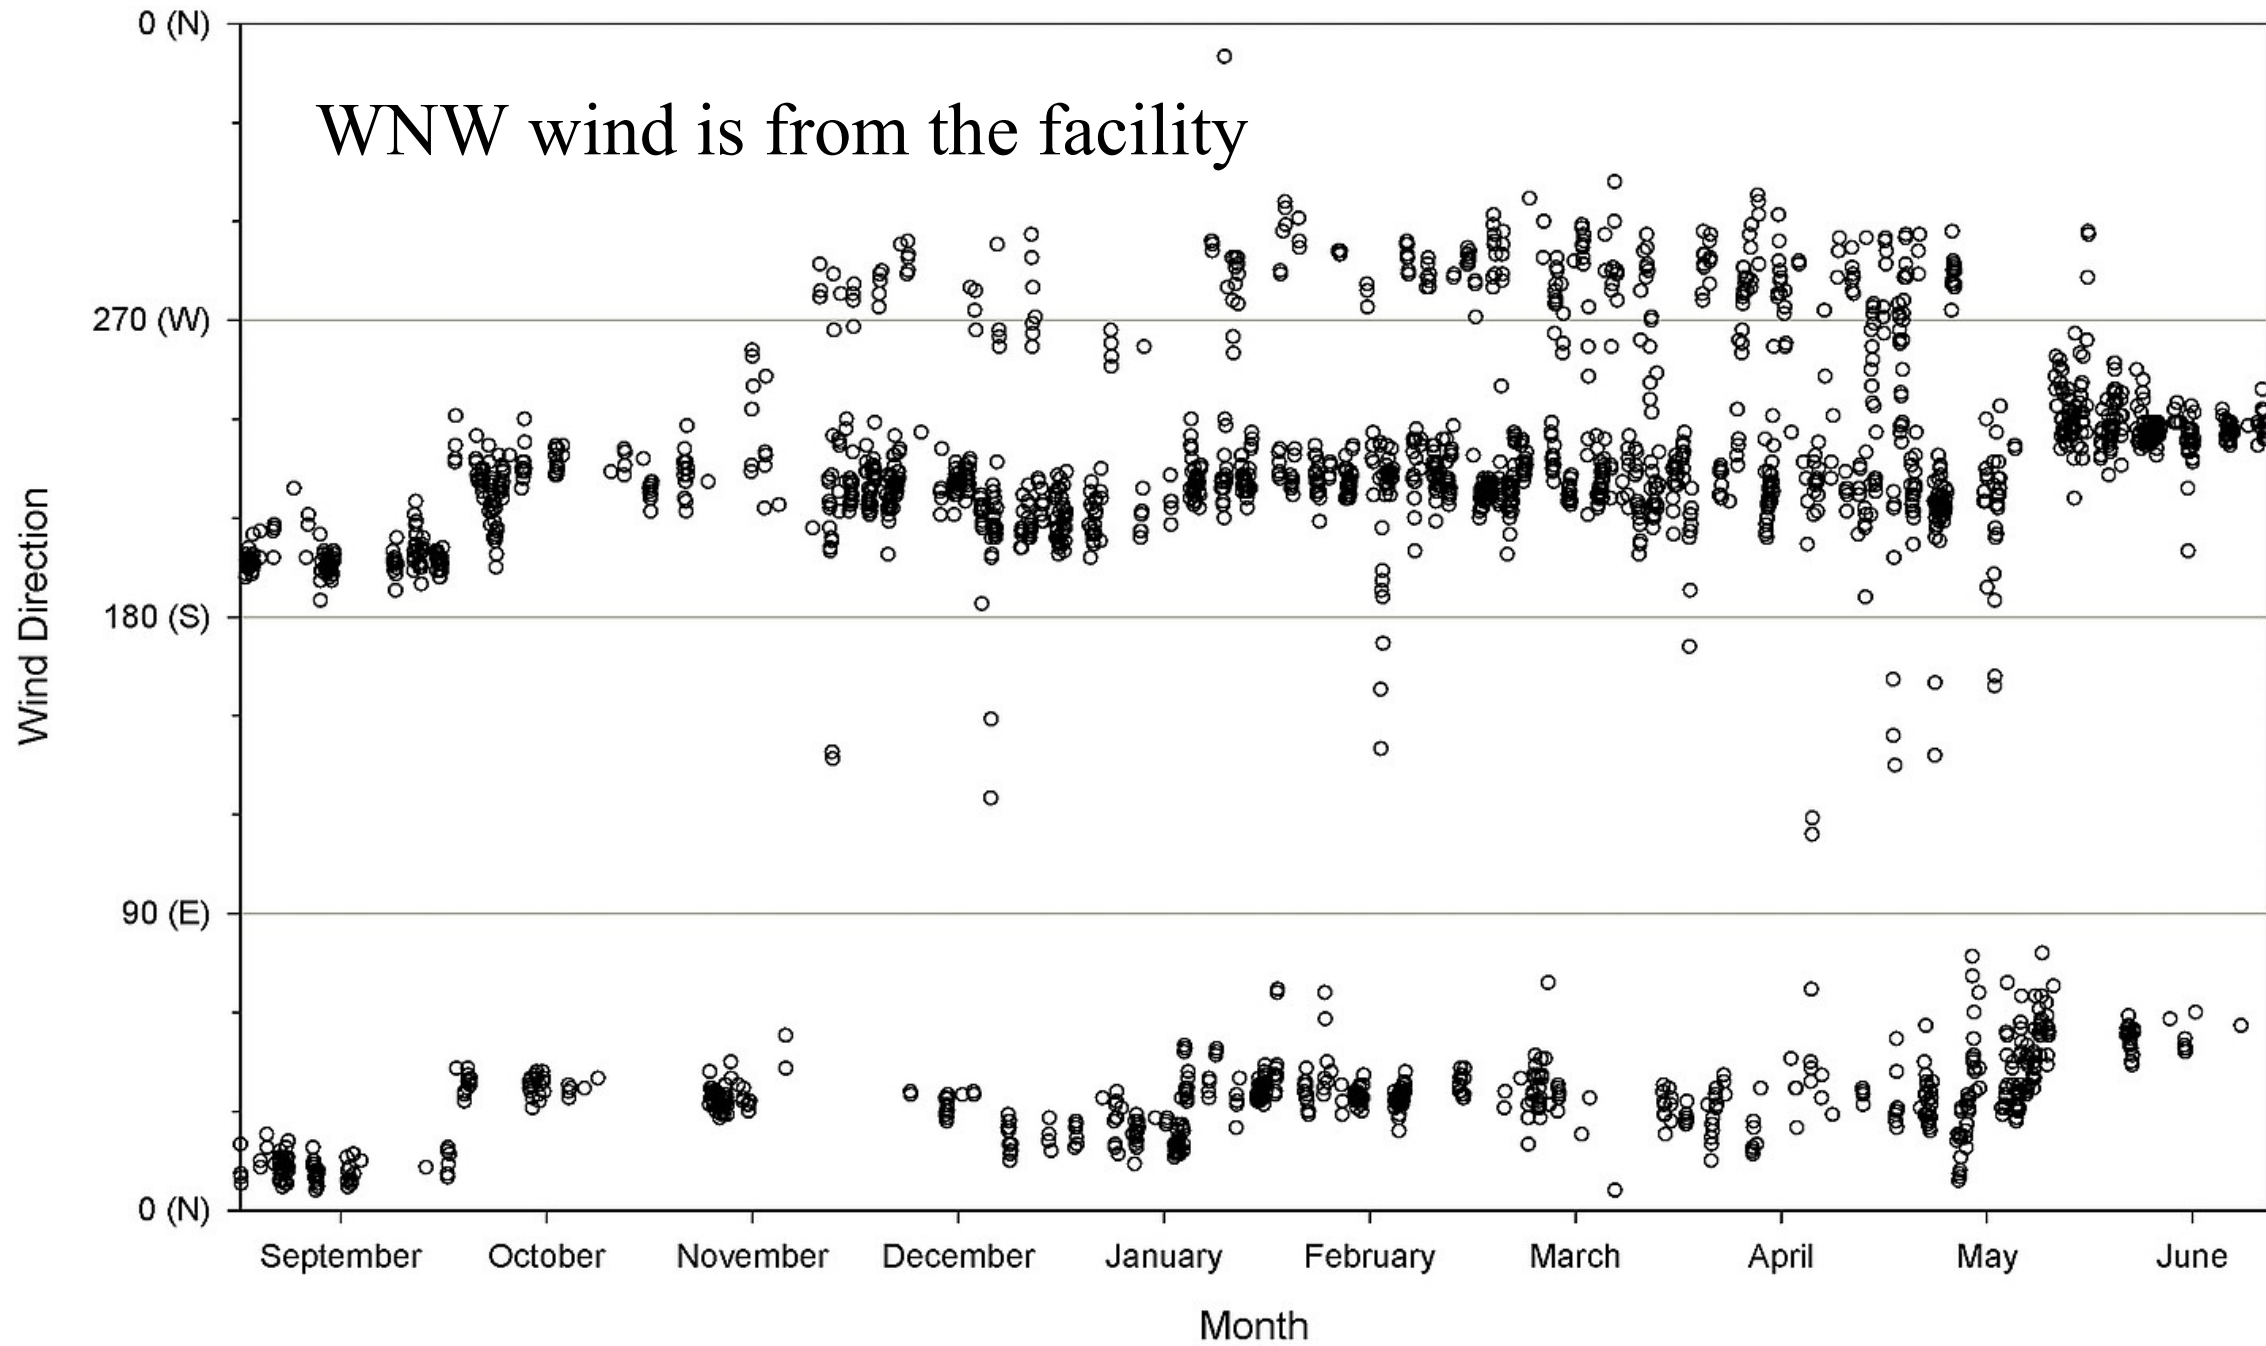 0 (N)
WNW wind is from the facility
270 (W)
180 (S)
90 (E)
0 (N)
Wind Direction
September October November December January February March April May June
Month